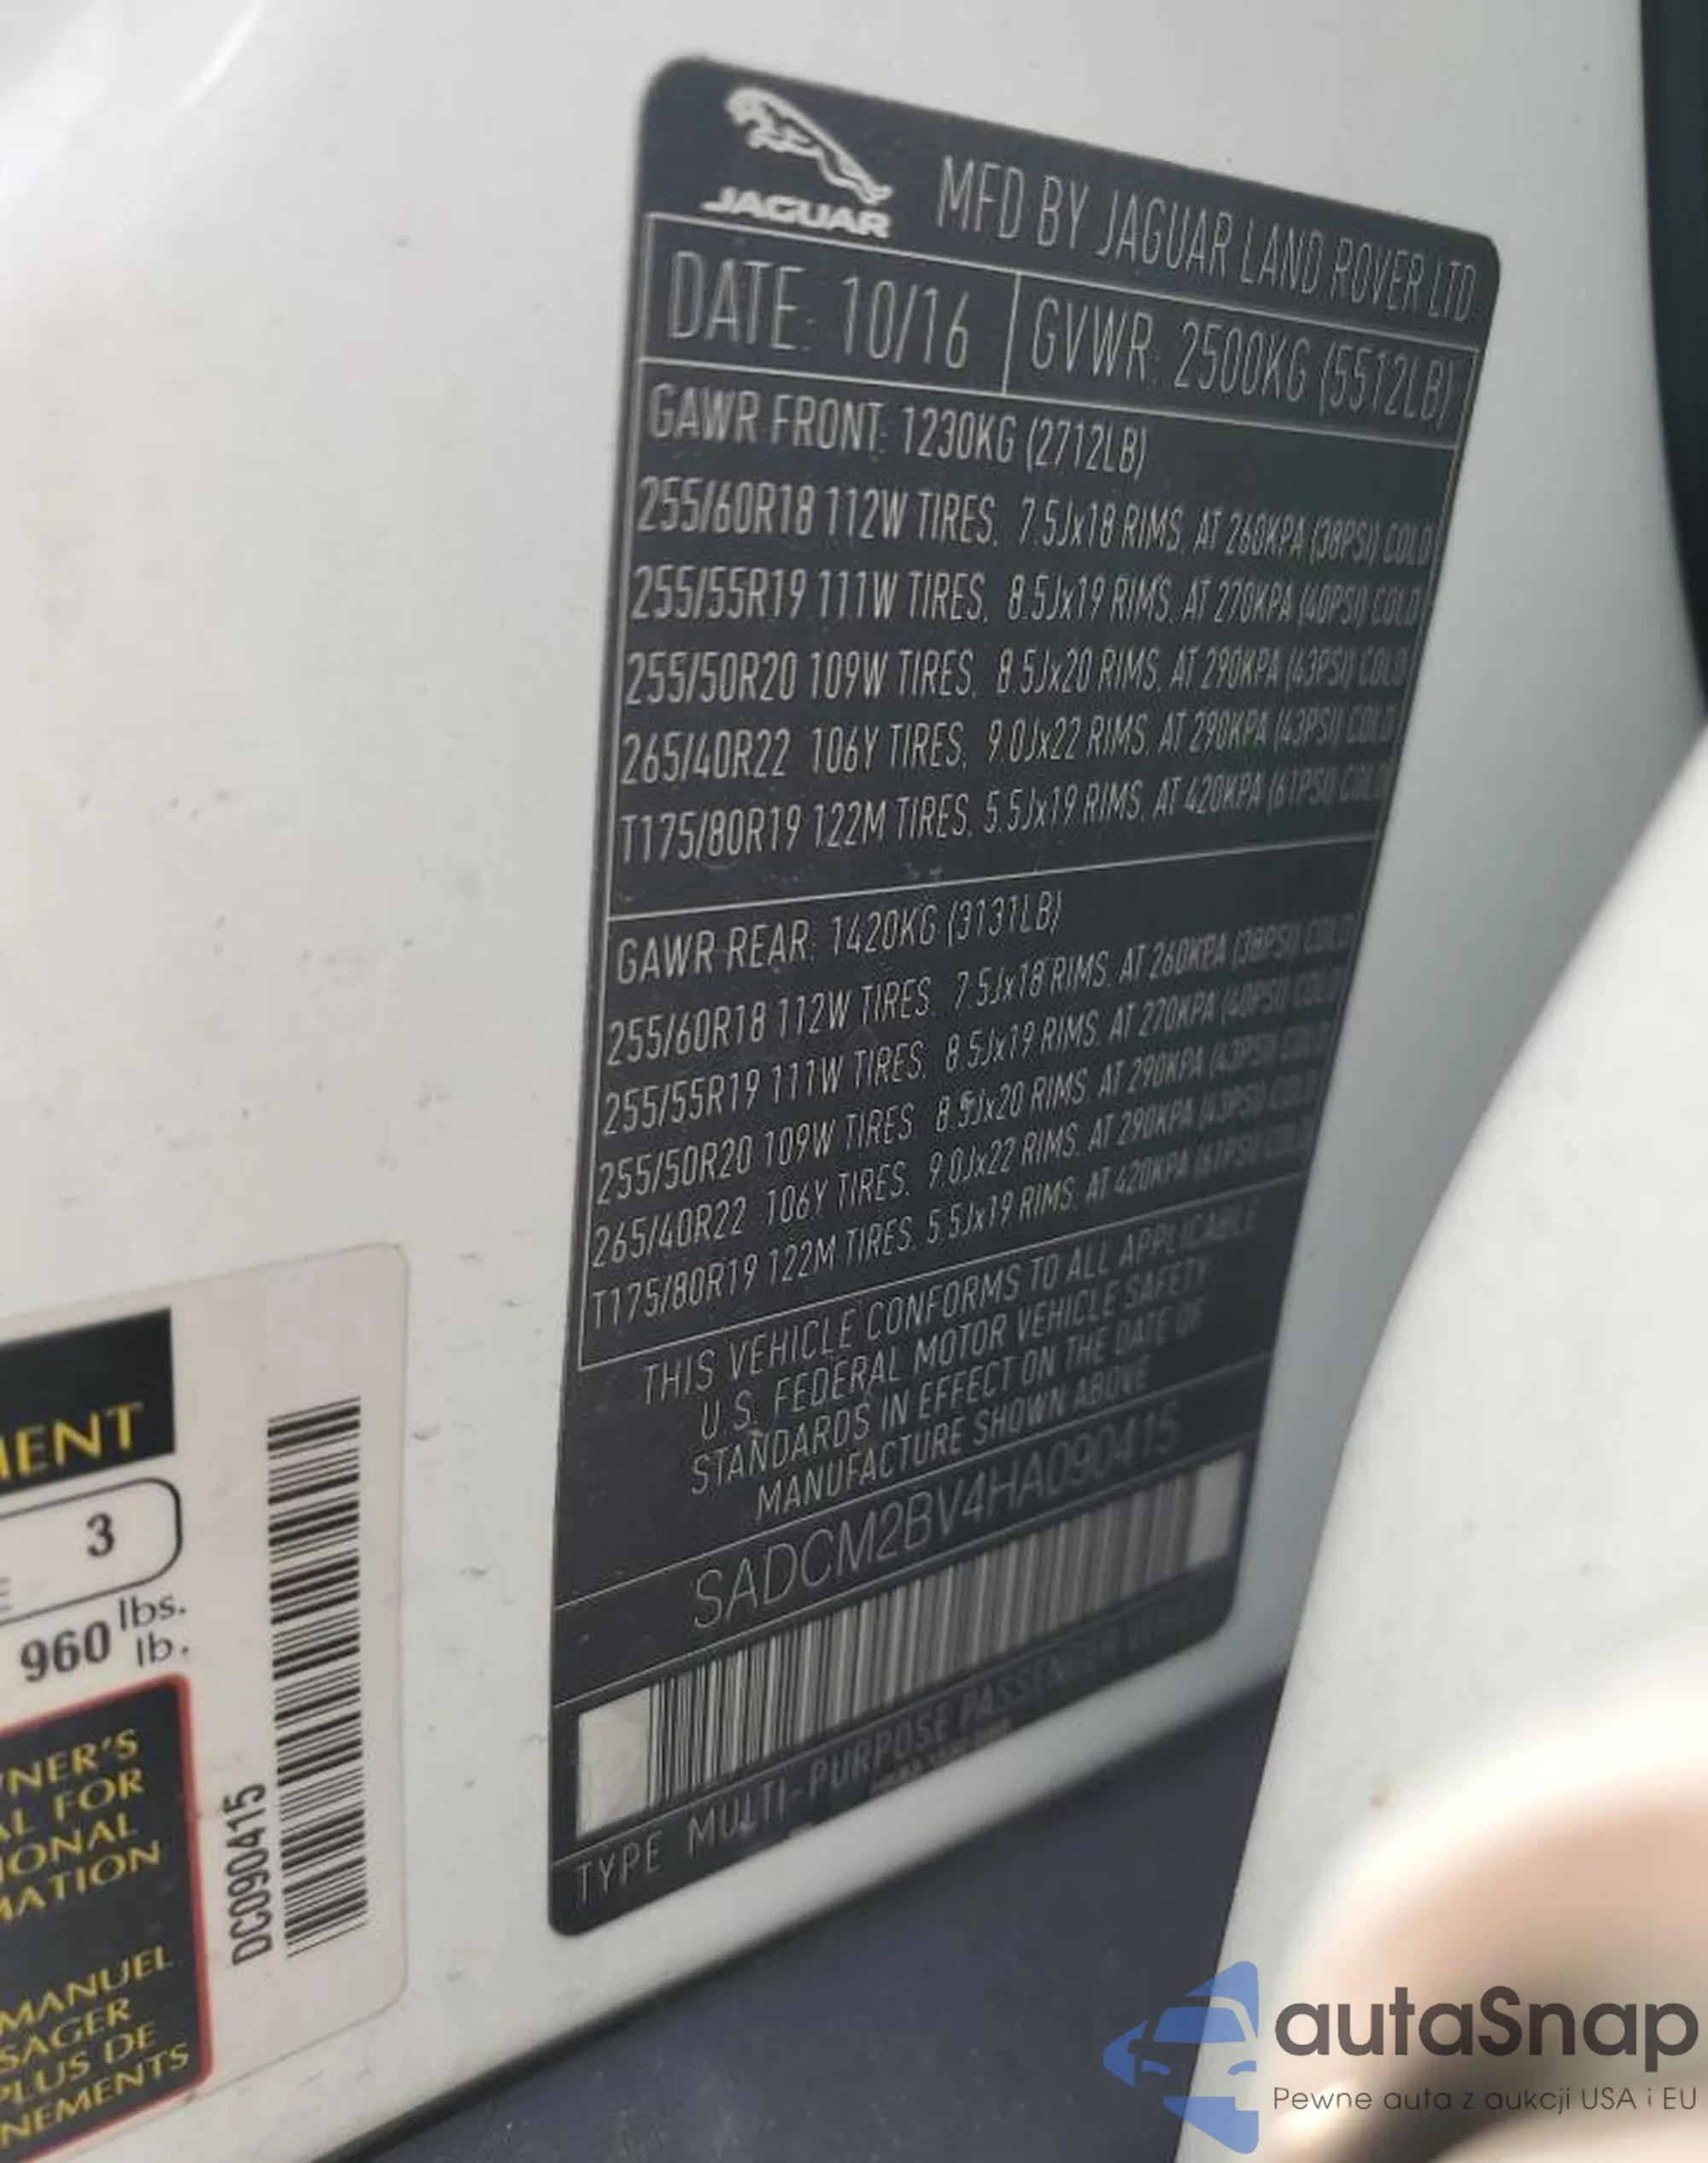 JAGUAR
MFD BY JAGUAR LAND ROVER LTD
DATE: 10/16
GVWR: 2500KG (5512LB)
GAWR FRONT: 1230KG (2712LB)
255/60R18 112W TIRES, 7.5Jx18 RIMS, AT 260KPA (38PSI) COLD
255/55R19 111W TIRES, 8.5Jx19 RIMS, AT 270KPA (40PSI) COLD
255/50R20 109W TIRES, 8.5Jx20 RIMS, AT 290KPA (43PSI) COLD
265/40R22 106Y TIRES, 9.0Jx22 RIMS, AT 290KPA (43PSI) COLD
T175/80R19 122M TIRES, 5.5Jx19 RIMS, AT 420KPA (61PSI) COLD
GAWR REAR: 1420KG (3131LB)
255/60R18 112W TIRES, 7.5Jx18 RIMS, AT 260KPA (38PSI) COLD
255/55R19 111W TIRES, 8.5Jx19 RIMS, AT 270KPA (40PSI) COLD
255/50R20 109W TIRES, 8.5Jx20 RIMS, AT 290KPA (43PSI) COLD
265/40R22 106Y TIRES, 9.0Jx22 RIMS, AT 290KPA (43PSI) COLD
T175/80R19 122M TIRES, 5.5Jx19 RIMS, AT 420KPA (61PSI) COLD
THIS VEHICLE CONFORMS TO ALL APPLICABLE
U.S. FEDERAL MOTOR VEHICLE SAFETY
STANDARDS IN EFFECT ON THE DATE OF
MANUFACTURE SHOWN ABOVE
SADCM2BV4HA090415
TYPE MULTI-PURPOSE PASSENGER VEHICLE
MENT
3
960 lbs.
lb.
NER'S
AL FOR
IONAL
MATION
MANUEL
SAGER
PLUS DE
NEMENTS
DC090415
autaSnap
Pewne auta z aukcji USA i EU